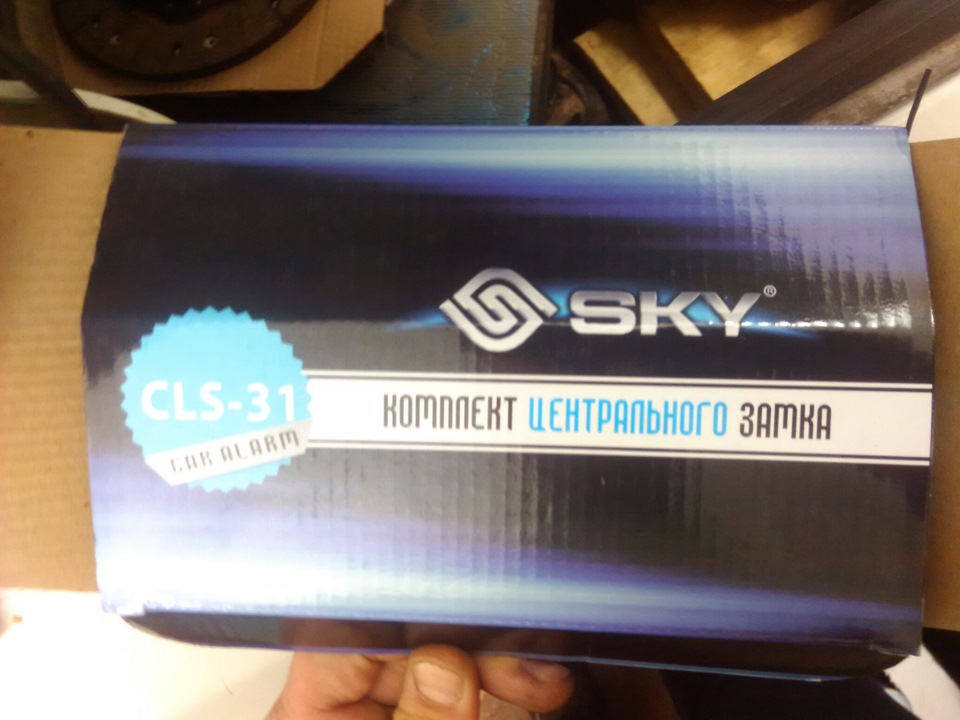 SKY®
CLS-31
CAR ALARM
КОМПЛЕКТ ЦЕНТРАЛЬНОГО ЗАМКА